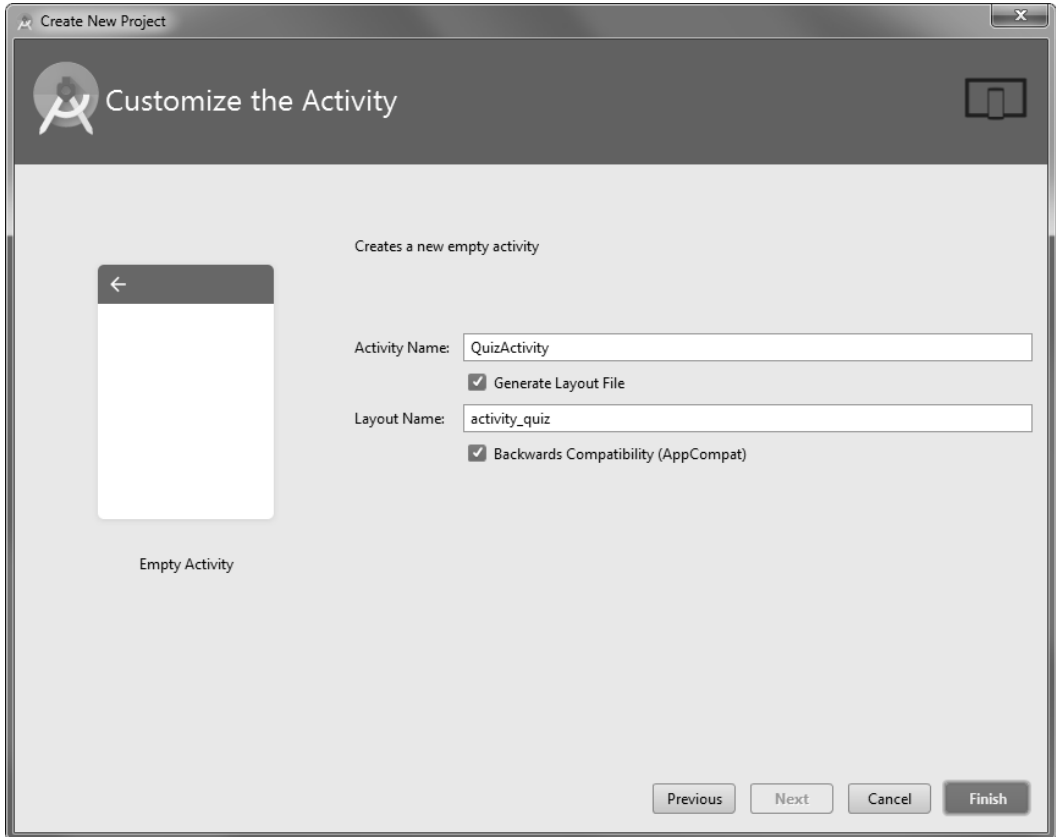 Create New Project
Customize the Activity
Creates a new empty activity
Activity Name: QuizActivity
Generate Layout File
Layout Name: activity_quiz
Backwards Compatibility (AppCompat)
Empty Activity
Previous Next Cancel Finish